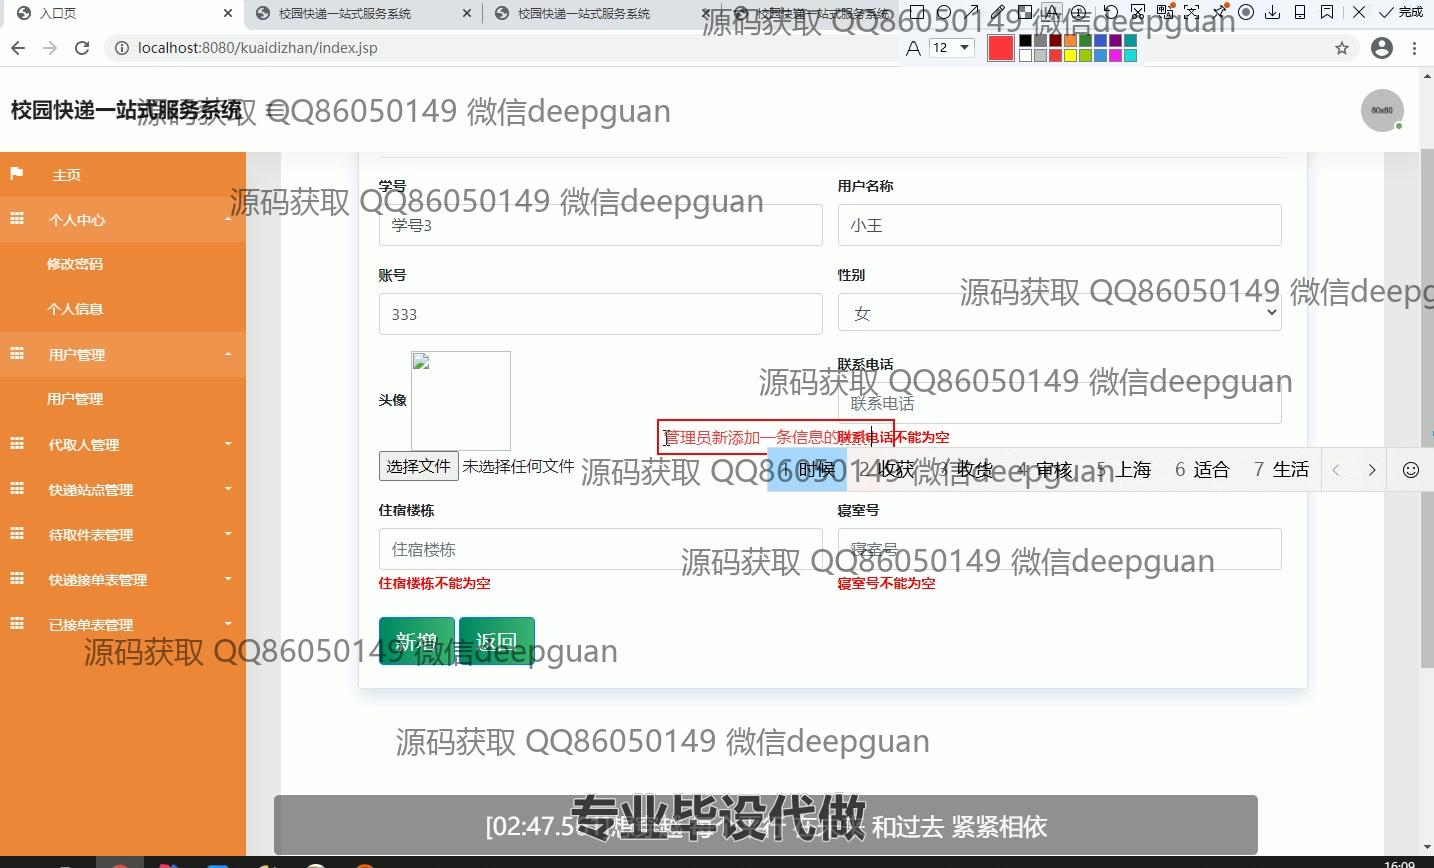 入口页
校园快递一站式服务系统
校园快递一站式服务系统
校园快递一站式服务系统
完成
localhost:8080/kuaidizhan/index.jsp
A 12
源码获取 QQ86050149 微信deepguan
校园快递一站式服务系统
源码获取 QQ86050149 微信deepguan
80x80
主页
个人中心
修改密码
个人信息
用户管理
用户管理
代取人管理
快递站点管理
待取件表管理
快递接单表管理
已接单表管理
学号
用户名称
源码获取 QQ86050149 微信deepguan
学号3
小王
账号
性别
源码获取 QQ86050149 微信deepg
333
女
头像
联系电话
源码获取 QQ86050149 微信deepguan
联系电话
管理员新添加一条信息的
联系电话不能为空
选择文件 未选择任何文件
1 时候 2 收获 3 收货 4 审核 5 上海 6 适合 7 生活
源码获取 QQ86050149 微信deepguan
住宿楼栋
寝室号
住宿楼栋
寝室号
源码获取 QQ86050149 微信deepguan
住宿楼栋不能为空
寝室号不能为空
新增 返回
源码获取 QQ86050149 微信deepguan
源码获取 QQ86050149 微信deepguan
专业毕设代做
和过去 紧紧相依
16:09